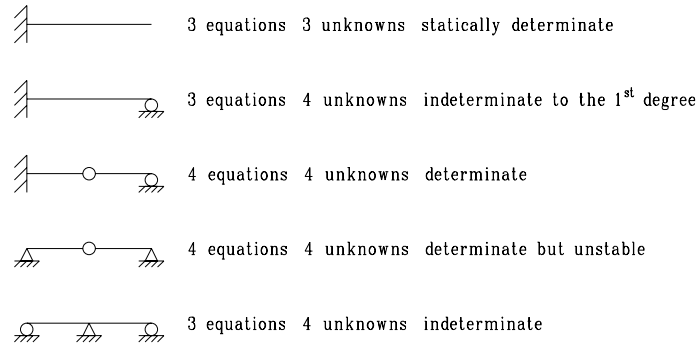 3 equations 3 unknowns statically determinate
3 equations 4 unknowns indeterminate to the 1st degree
4 equations 4 unknowns determinate
4 equations 4 unknowns determinate but unstable
3 equations 4 unknowns indeterminate